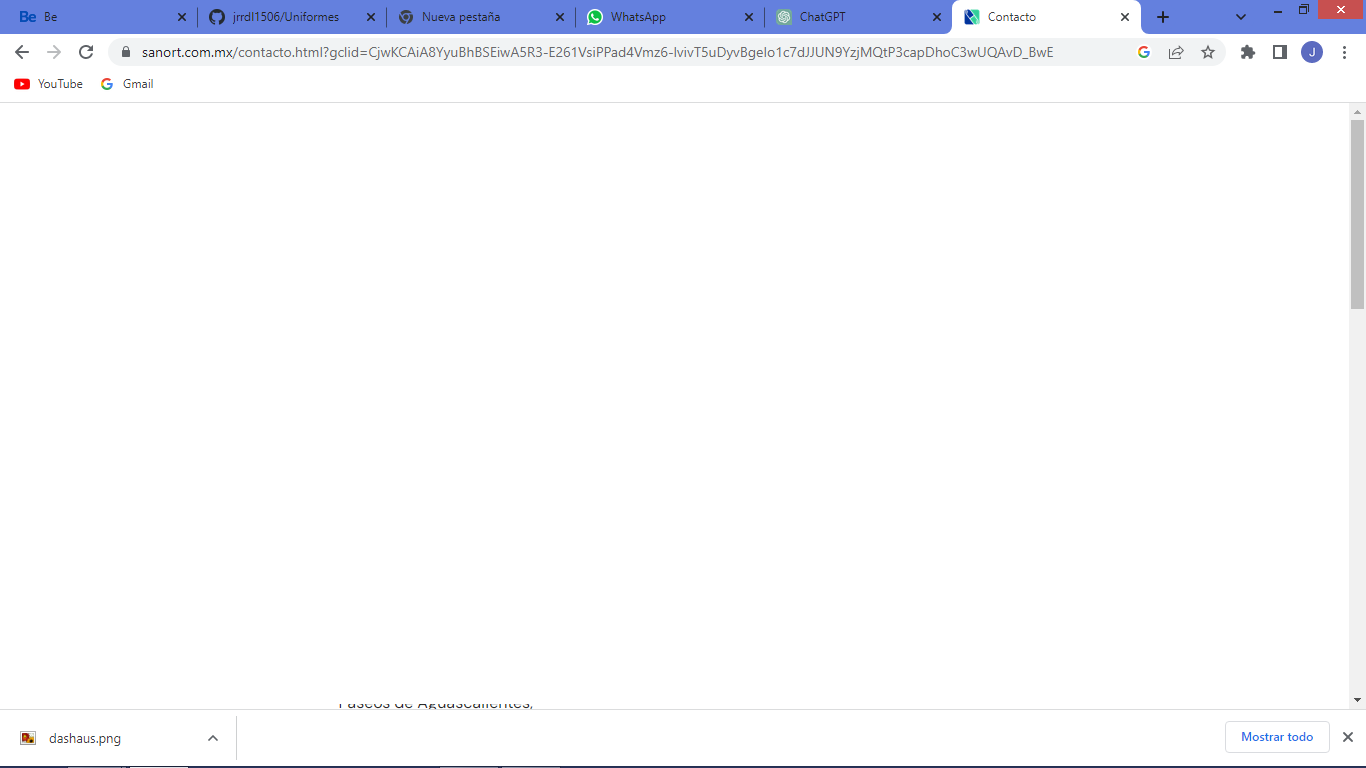 Be Be jrrdl1506/Uniformes Nueva pestaña WhatsApp ChatGPT Contacto
sanort.com.mx/contacto.html?gclid=CjwKCAiA8YyuBhBSEiwA5R3-E261VsiPPad4Vmz6-IvivT5uDyvBgeIo1c7dJJUN9YzjMQtP3capDhoC3wUQAvD_BwE J
YouTube Gmail
Paseos de Aguascalientes,
dashaus.png Mostrar todo